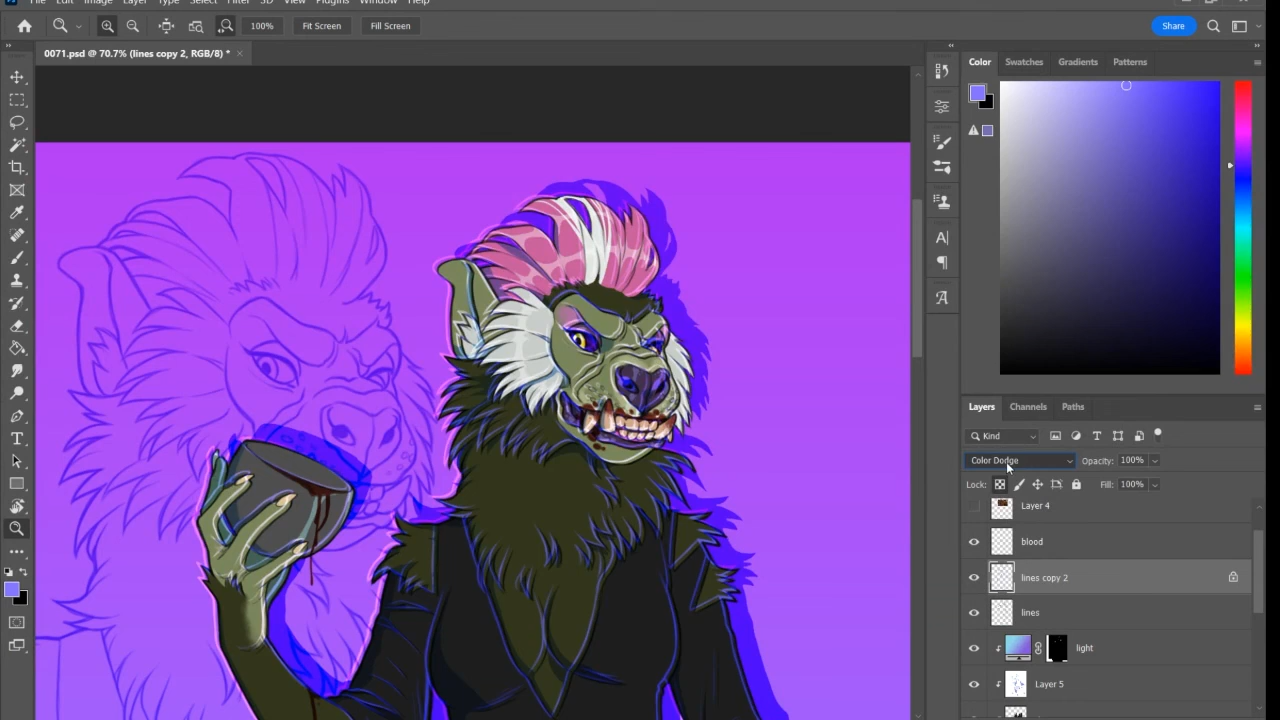 File Edit Image Layer Type Select Filter 3D View Plugins Window Help
100% Fit Screen Fill Screen Share
0071.psd @ 70.7% (lines copy 2, RGB/8) * ×
Color Swatches Gradients Patterns
Layers Channels Paths
Kind
Color Dodge Opacity: 100%
Lock: Fill: 100%
Layer 4
blood
lines copy 2
lines
light
Layer 5